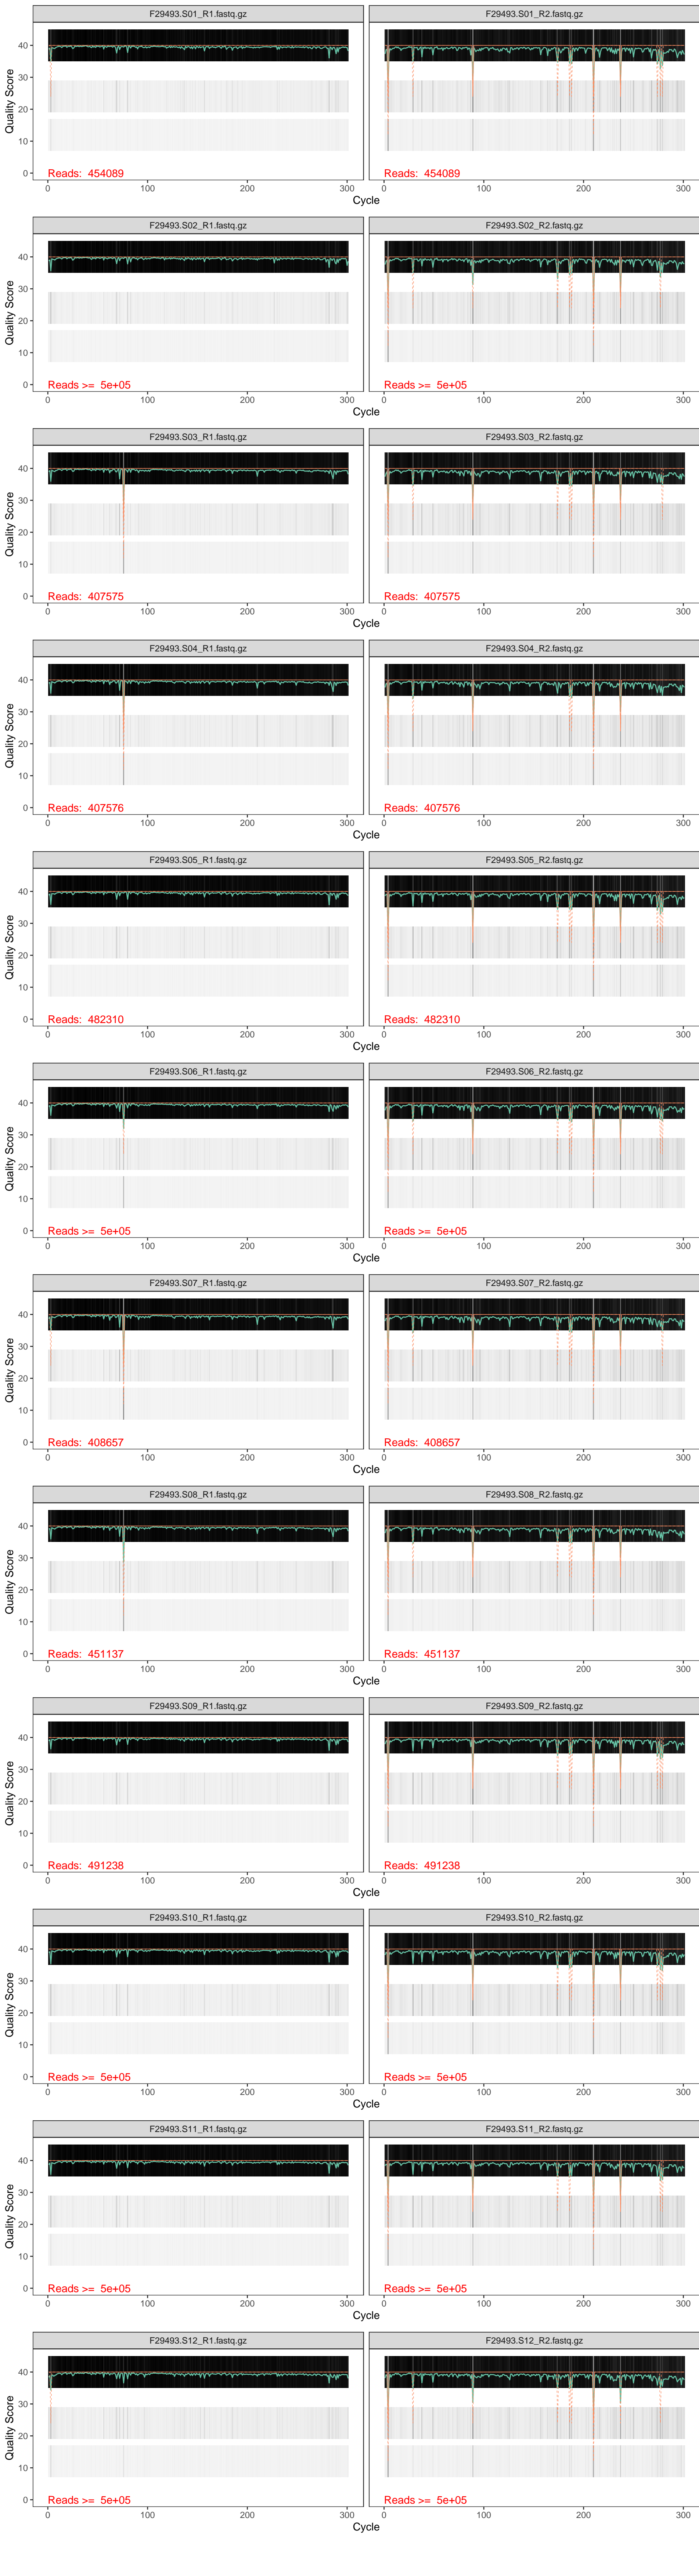 F29493.S01_R1.fastq.gz F29493.S01_R2.fastq.gz
Quality Score
40
30
20
10
0
Reads: 454089 Reads: 454089
0 100 200 300 0 100 200 300
Cycle
F29493.S02_R1.fastq.gz F29493.S02_R2.fastq.gz
Quality Score
40
30
20
10
0
Reads >= 5e+05 Reads >= 5e+05
0 100 200 300 0 100 200 300
Cycle
F29493.S03_R1.fastq.gz F29493.S03_R2.fastq.gz
Quality Score
40
30
20
10
0
Reads: 407575 Reads: 407575
0 100 200 300 0 100 200 300
Cycle
F29493.S04_R1.fastq.gz F29493.S04_R2.fastq.gz
Quality Score
40
30
20
10
0
Reads: 407576 Reads: 407576
0 100 200 300 0 100 200 300
Cycle
F29493.S05_R1.fastq.gz F29493.S05_R2.fastq.gz
Quality Score
40
30
20
10
0
Reads: 482310 Reads: 482310
0 100 200 300 0 100 200 300
Cycle
F29493.S06_R1.fastq.gz F29493.S06_R2.fastq.gz
Quality Score
40
30
20
10
0
Reads >= 5e+05 Reads >= 5e+05
0 100 200 300 0 100 200 300
Cycle
F29493.S07_R1.fastq.gz F29493.S07_R2.fastq.gz
Quality Score
40
30
20
10
0
Reads: 408657 Reads: 408657
0 100 200 300 0 100 200 300
Cycle
F29493.S08_R1.fastq.gz F29493.S08_R2.fastq.gz
Quality Score
40
30
20
10
0
Reads: 451137 Reads: 451137
0 100 200 300 0 100 200 300
Cycle
F29493.S09_R1.fastq.gz F29493.S09_R2.fastq.gz
Quality Score
40
30
20
10
0
Reads: 491238 Reads: 491238
0 100 200 300 0 100 200 300
Cycle
F29493.S10_R1.fastq.gz F29493.S10_R2.fastq.gz
Quality Score
40
30
20
10
0
Reads >= 5e+05 Reads >= 5e+05
0 100 200 300 0 100 200 300
Cycle
F29493.S11_R1.fastq.gz F29493.S11_R2.fastq.gz
Quality Score
40
30
20
10
0
Reads >= 5e+05 Reads >= 5e+05
0 100 200 300 0 100 200 300
Cycle
F29493.S12_R1.fastq.gz F29493.S12_R2.fastq.gz
Quality Score
40
30
20
10
0
Reads >= 5e+05 Reads >= 5e+05
0 100 200 300 0 100 200 300
Cycle